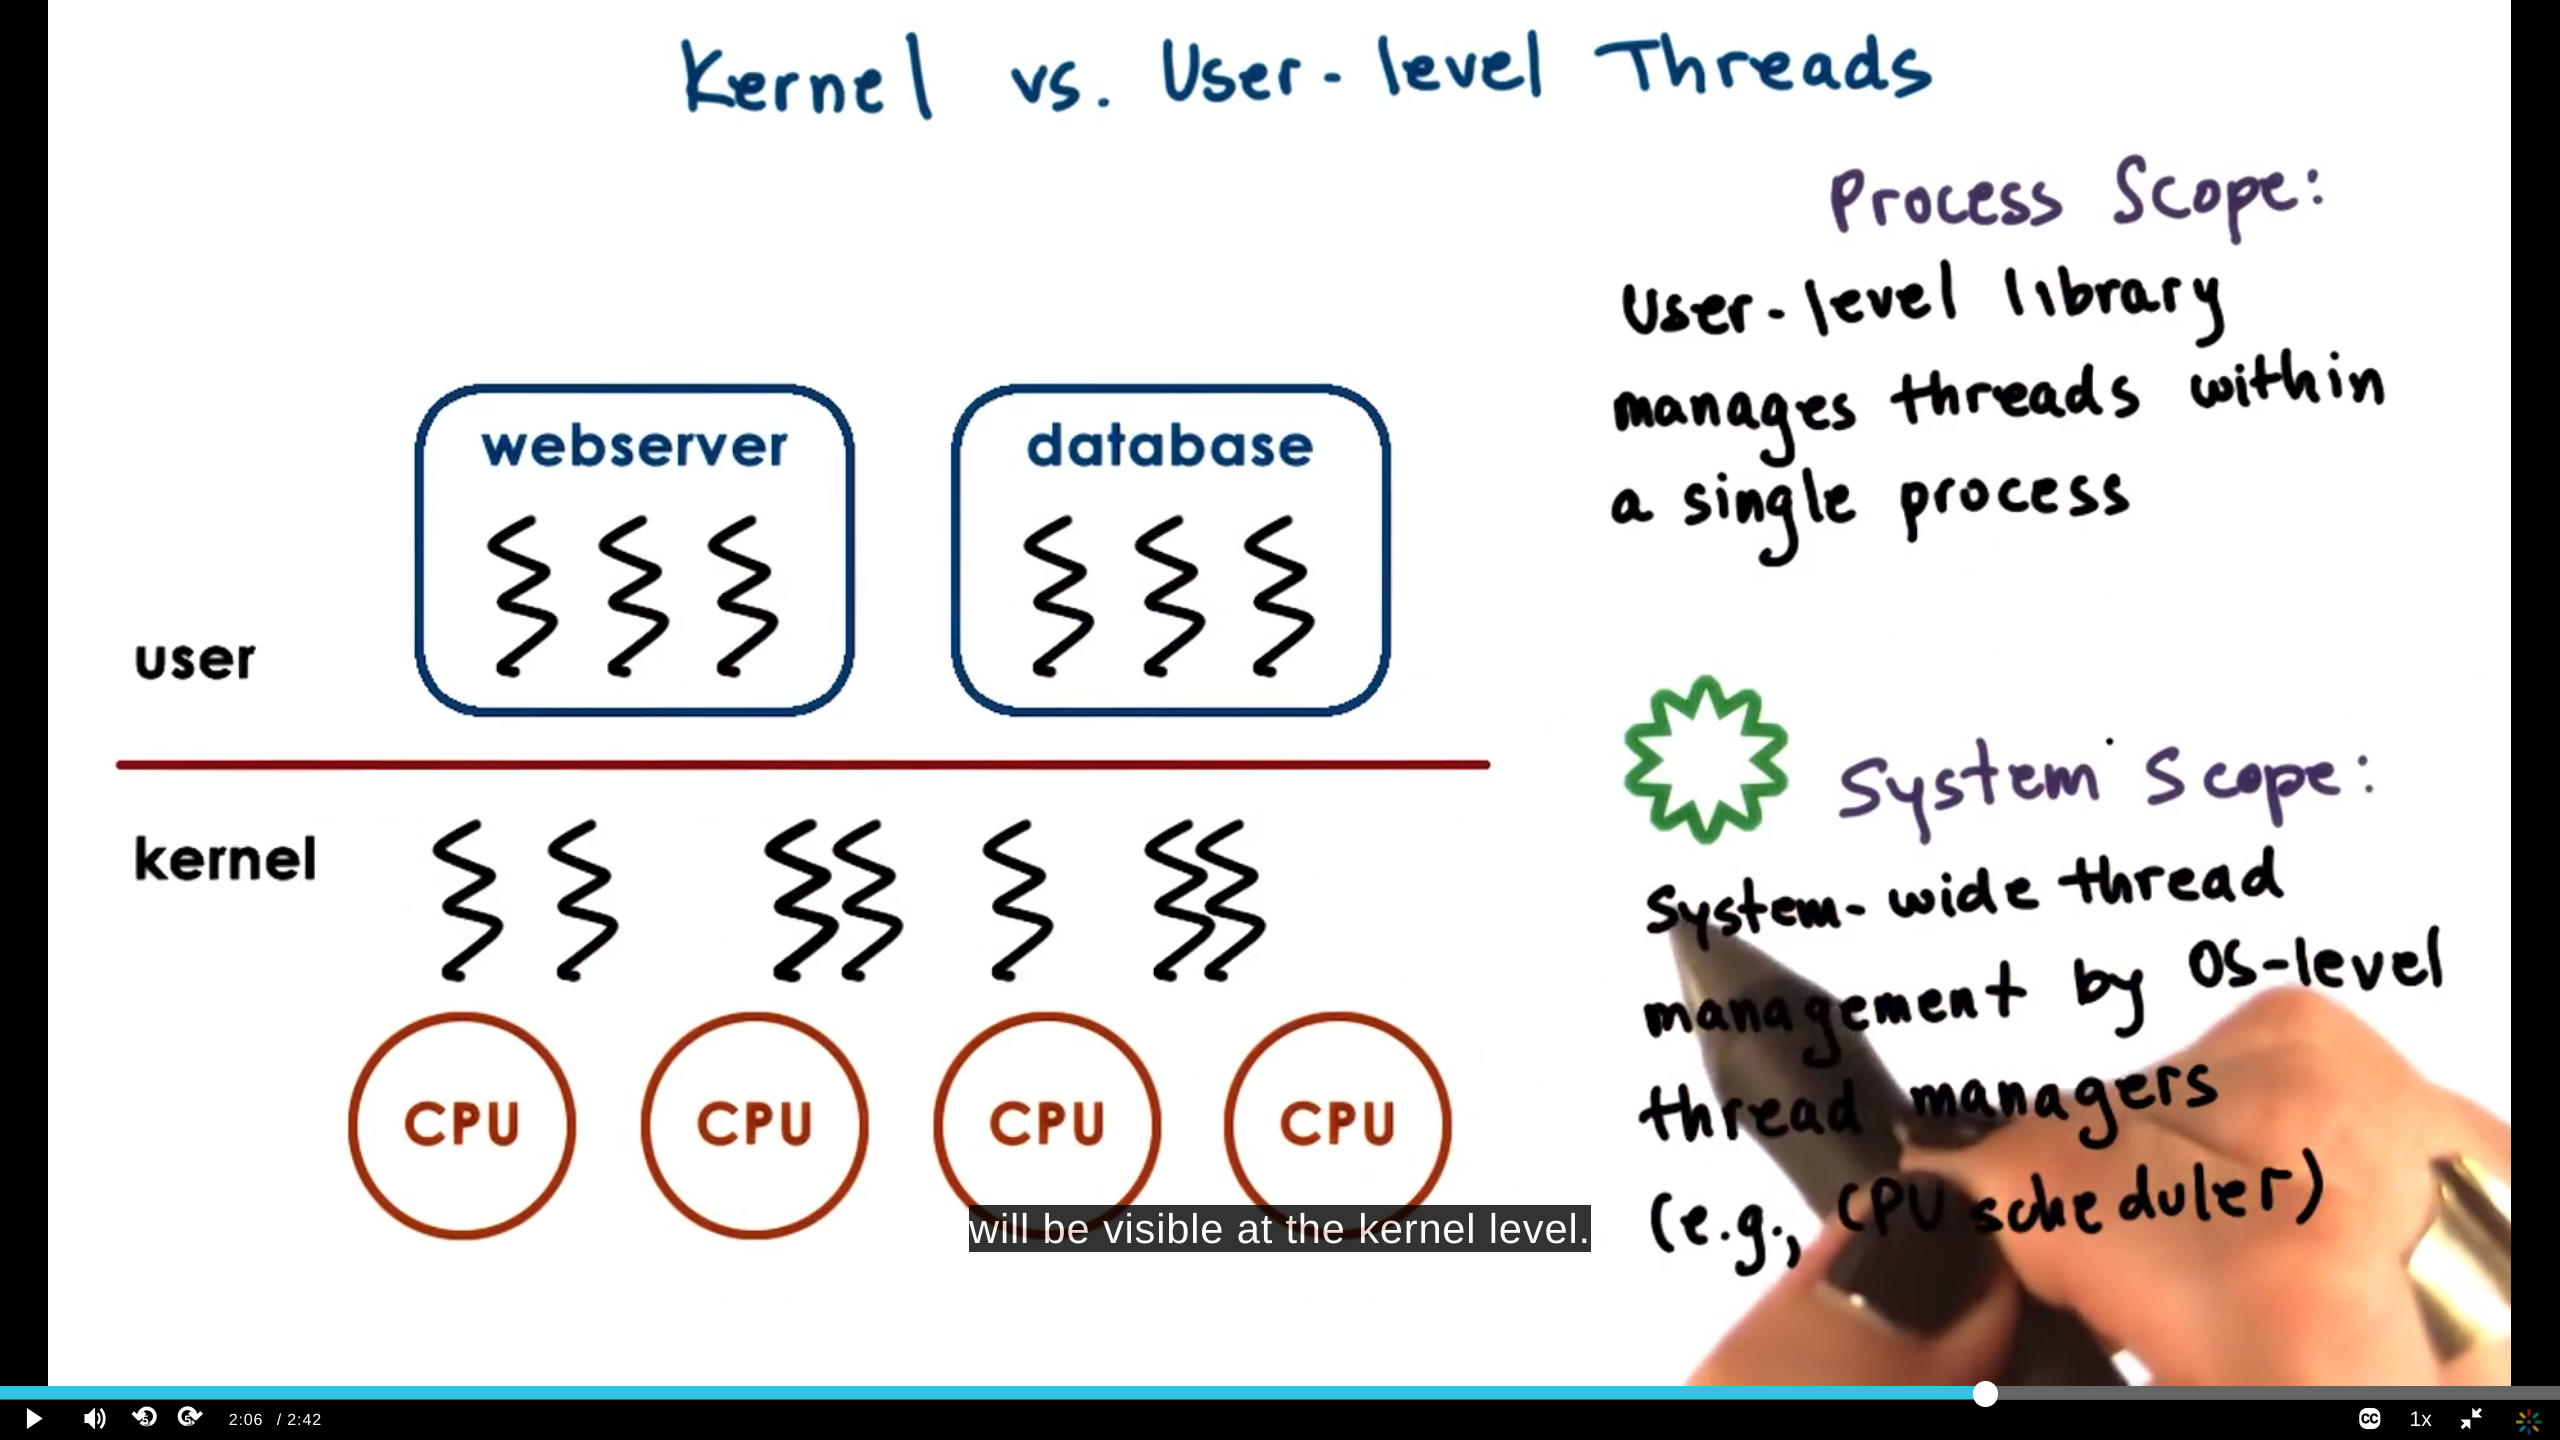 Kernel vs. User-level Threads
Process Scope:
User-level library
manages threads within
a single process
webserver
database
user
System Scope:
kernel
System-wide thread
management by OS-level
thread managers
(e.g., CPU scheduler)
CPU CPU CPU CPU
will be visible at the kernel level.
2:06 / 2:42
CC
1x